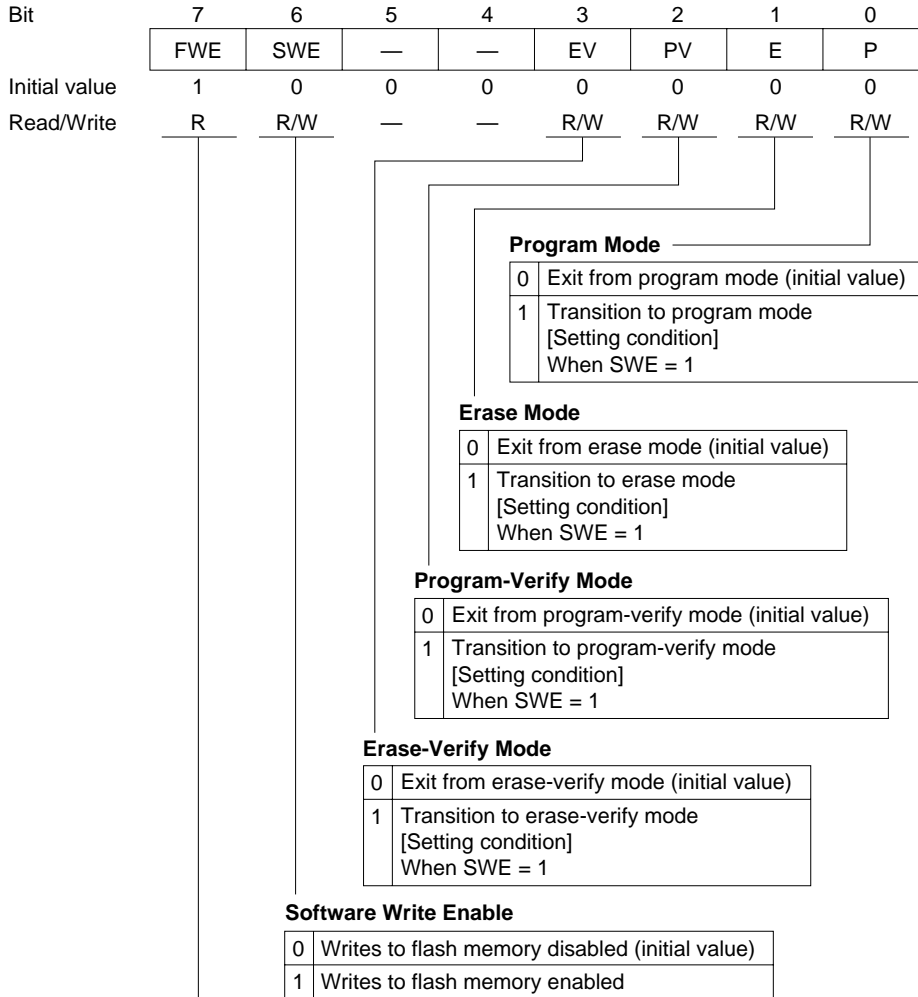 Bit 7 6 5 4 3 2 1 0
FWE SWE — — EV PV E P
Initial value 1 0 0 0 0 0 0 0
Read/Write R R/W — — R/W R/W R/W R/W
Program Mode
0 Exit from program mode (initial value)
1 Transition to program mode
[Setting condition]
When SWE = 1
Erase Mode
0 Exit from erase mode (initial value)
1 Transition to erase mode
[Setting condition]
When SWE = 1
Program-Verify Mode
0 Exit from program-verify mode (initial value)
1 Transition to program-verify mode
[Setting condition]
When SWE = 1
Erase-Verify Mode
0 Exit from erase-verify mode (initial value)
1 Transition to erase-verify mode
[Setting condition]
When SWE = 1
Software Write Enable
0 Writes to flash memory disabled (initial value)
1 Writes to flash memory enabled